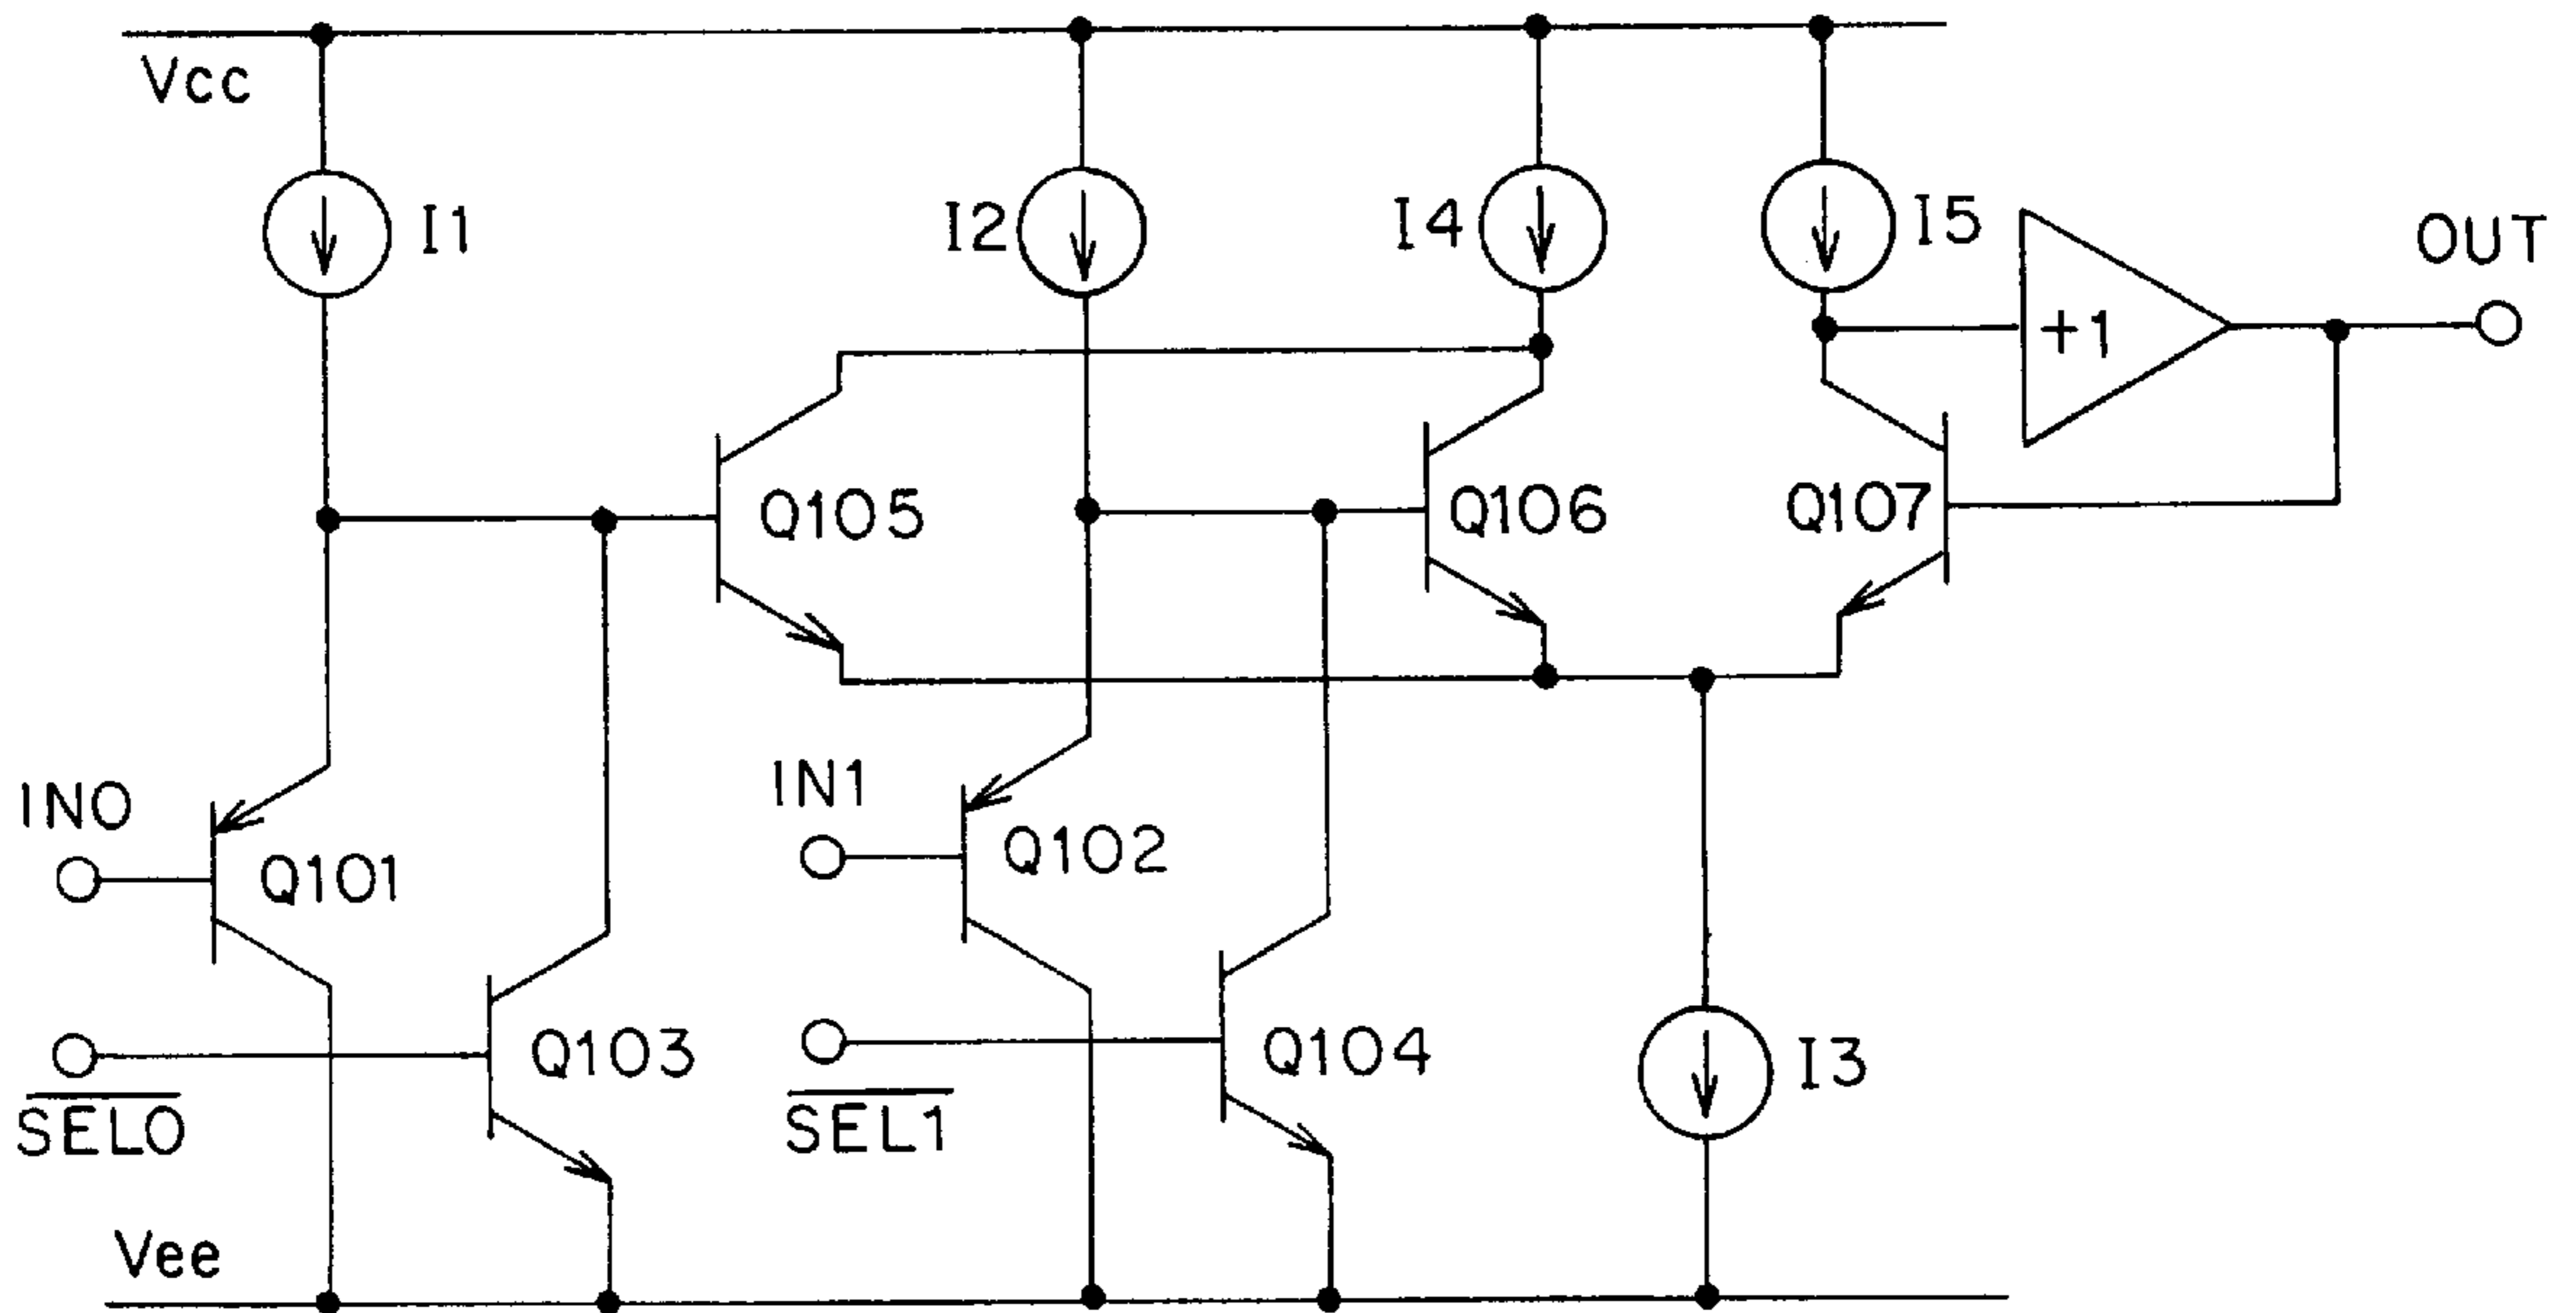 Vcc
I1
I2
I4
I5
OUT
+1
Q105
Q106
Q107
IN0
Q101
IN1
Q102
SEL0
Q103
SEL1
Q104
I3
Vee